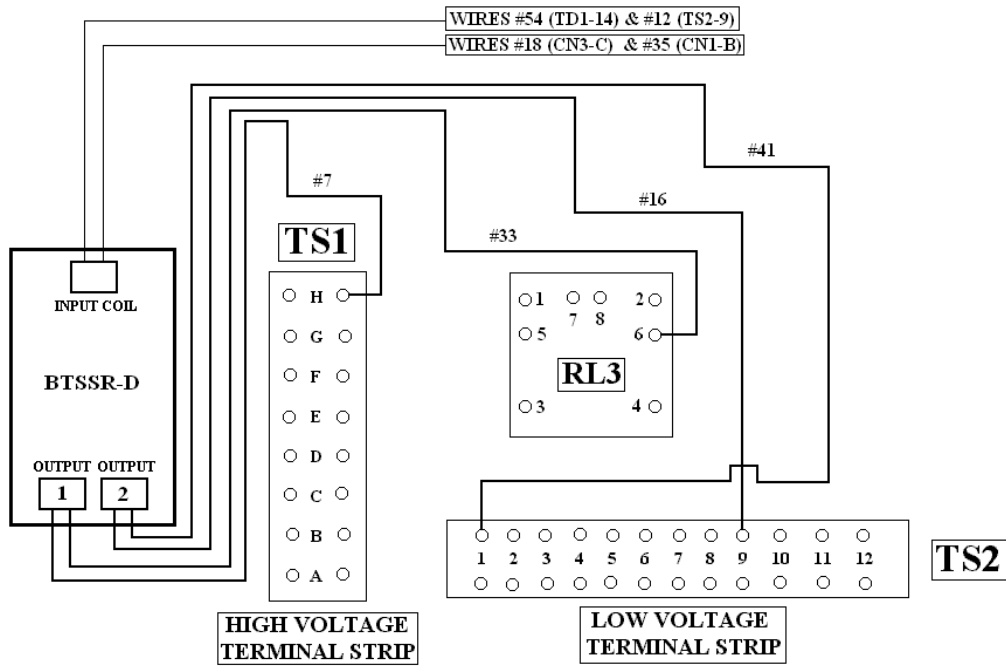 WIRES #54 (TD1-14) & #12 (TS2-9)
WIRES #18 (CN3-C) & #35 (CN1-B)
#41
#7
#16
#33
TS1
INPUT COIL
BTSSR-D
OUTPUT OUTPUT
1 2
H
G
F
E
D
C
B
A
HIGH VOLTAGE
TERMINAL STRIP
1 2
7 8
5 6
RL3
3 4
1 2 3 4 5 6 7 8 9 10 11 12
TS2
LOW VOLTAGE
TERMINAL STRIP